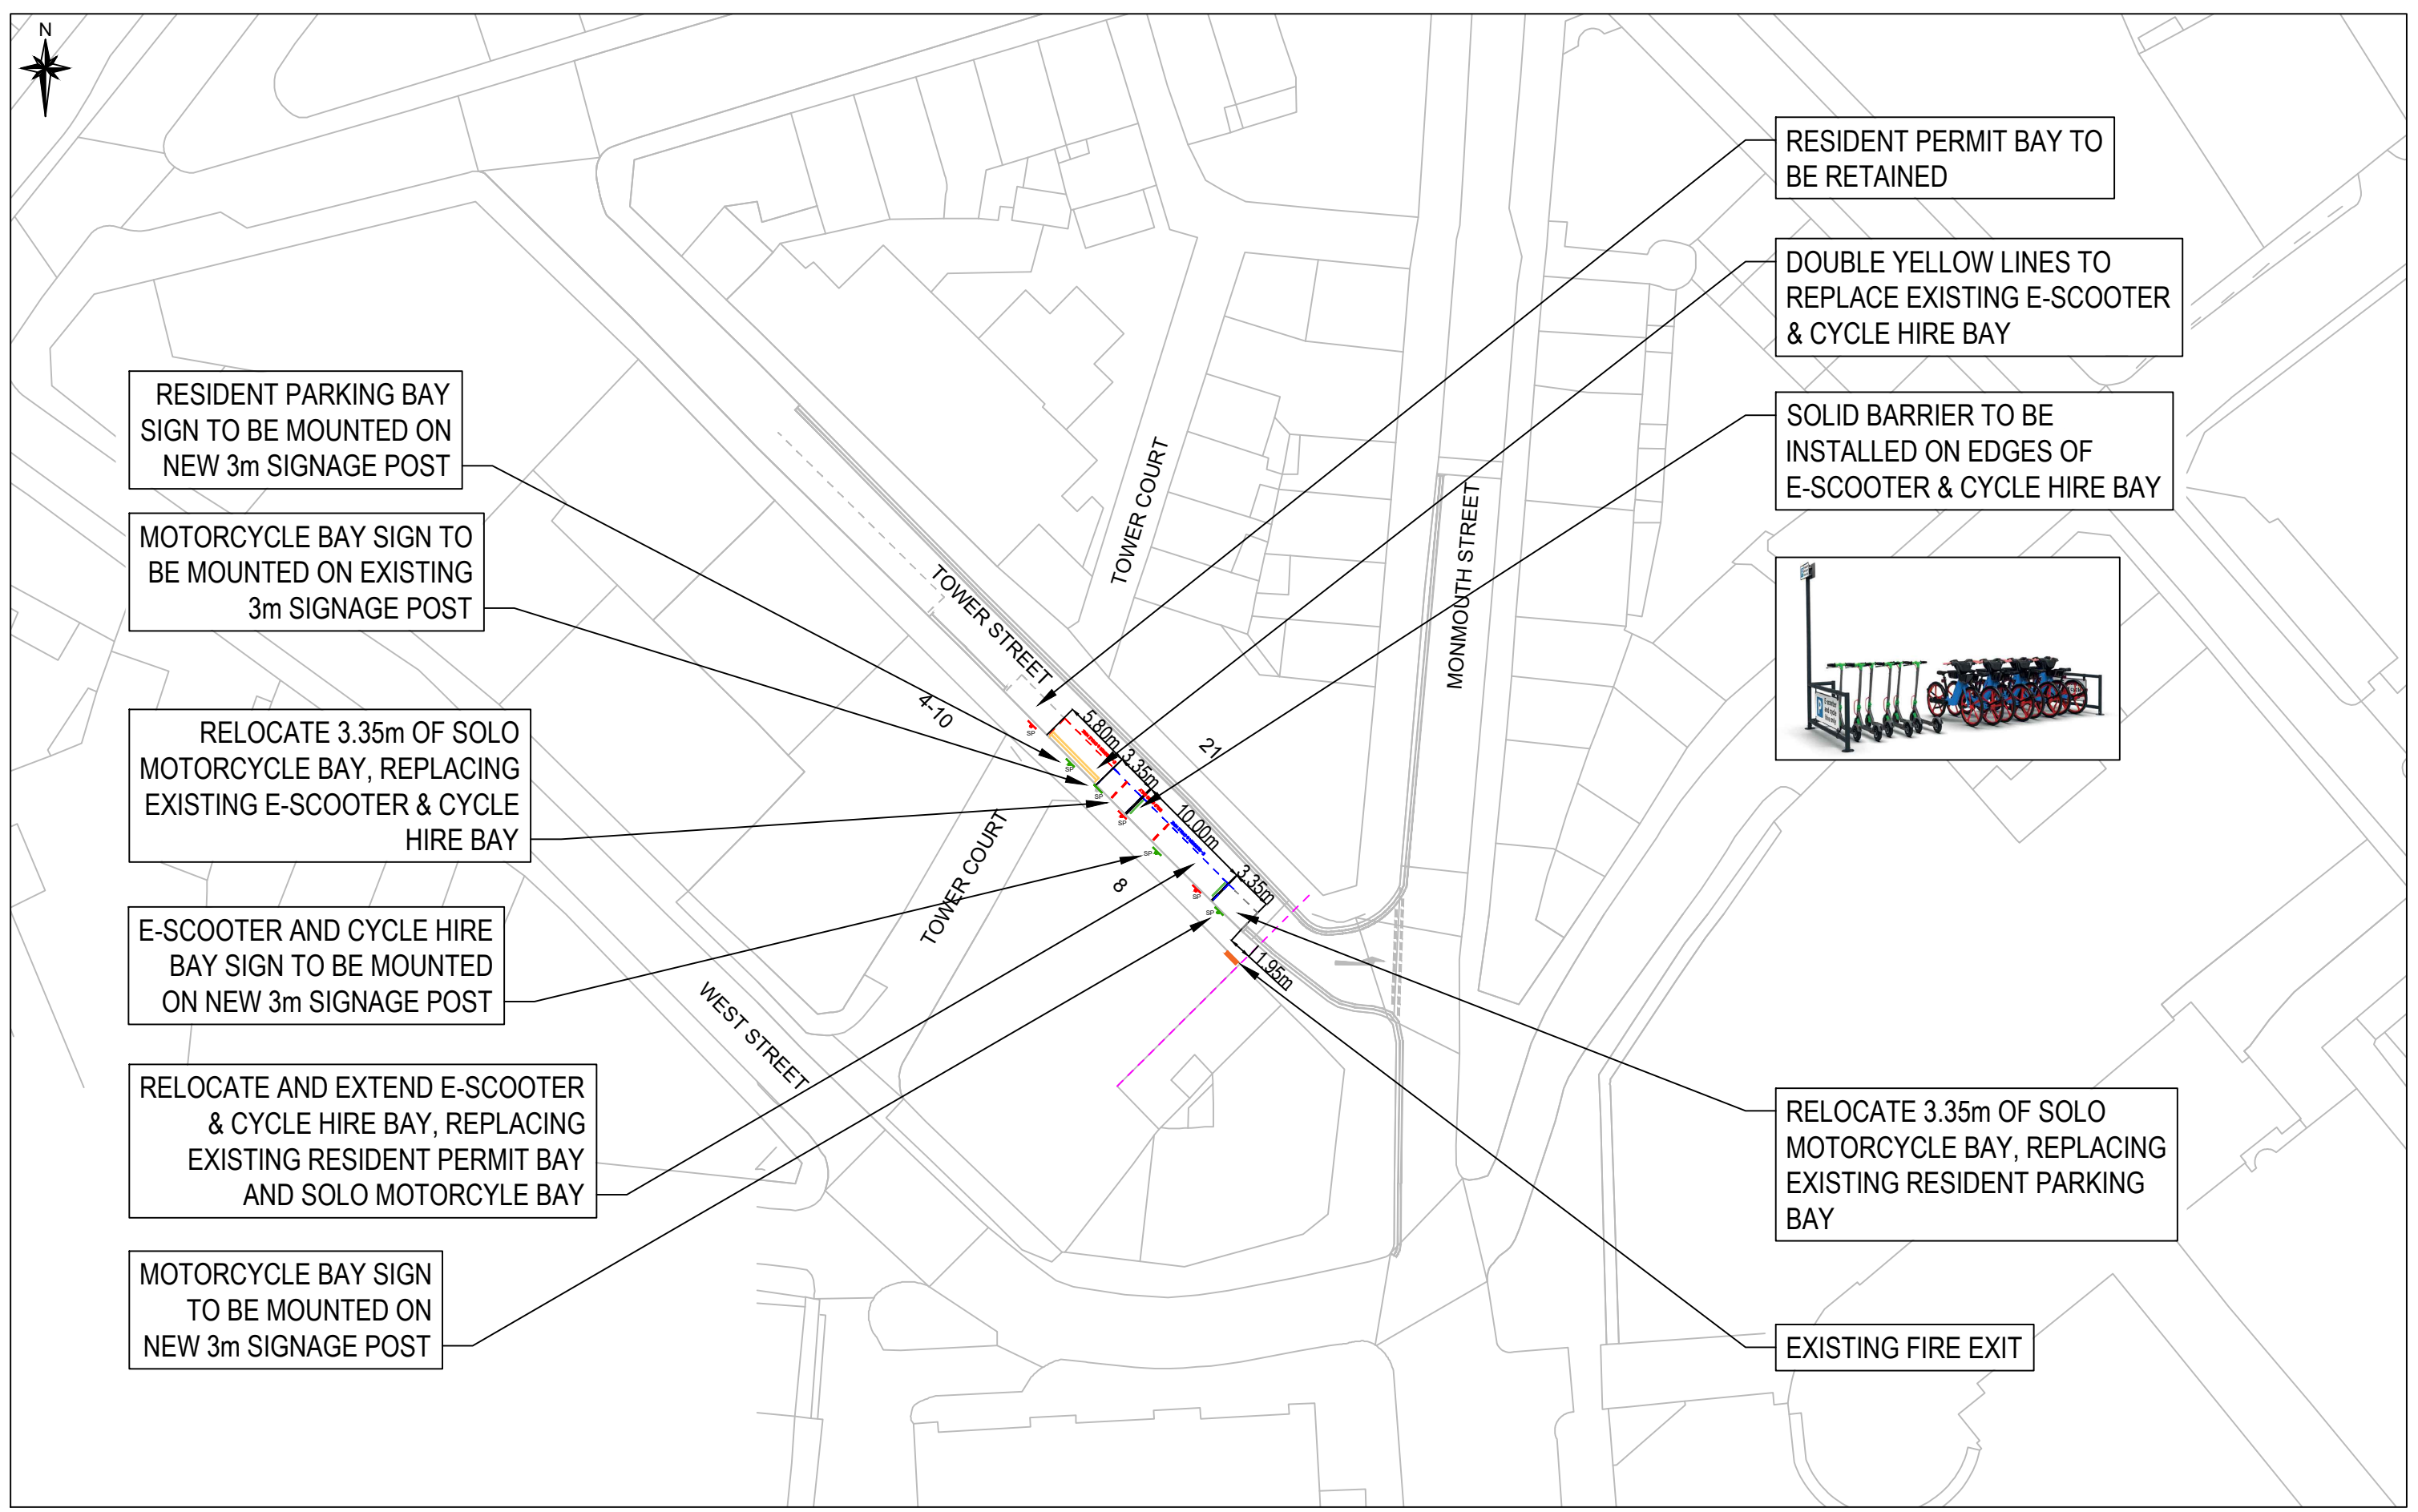 N
RESIDENT PERMIT BAY TO
BE RETAINED
DOUBLE YELLOW LINES TO
REPLACE EXISTING E-SCOOTER
& CYCLE HIRE BAY
SOLID BARRIER TO BE
INSTALLED ON EDGES OF
E-SCOOTER & CYCLE HIRE BAY
RESIDENT PARKING BAY
SIGN TO BE MOUNTED ON
NEW 3m SIGNAGE POST
MOTORCYCLE BAY SIGN TO
BE MOUNTED ON EXISTING
3m SIGNAGE POST
RELOCATE 3.35m OF SOLO
MOTORCYCLE BAY, REPLACING
EXISTING E-SCOOTER & CYCLE
HIRE BAY
E-SCOOTER AND CYCLE HIRE
BAY SIGN TO BE MOUNTED
ON NEW 3m SIGNAGE POST
RELOCATE AND EXTEND E-SCOOTER
& CYCLE HIRE BAY, REPLACING
EXISTING RESIDENT PERMIT BAY
AND SOLO MOTORCYLE BAY
MOTORCYCLE BAY SIGN
TO BE MOUNTED ON
NEW 3m SIGNAGE POST
TOWER STREET
TOWER COURT
MONMOUTH STREET
4-10
21
5.80m
3.35m
10.00m
3.35m
1.95m
SP
SP
SP
SP
SP
SP
SP
8
TOWER COURT
WEST STREET
RELOCATE 3.35m OF SOLO
MOTORCYCLE BAY, REPLACING
EXISTING RESIDENT PARKING
BAY
EXISTING FIRE EXIT